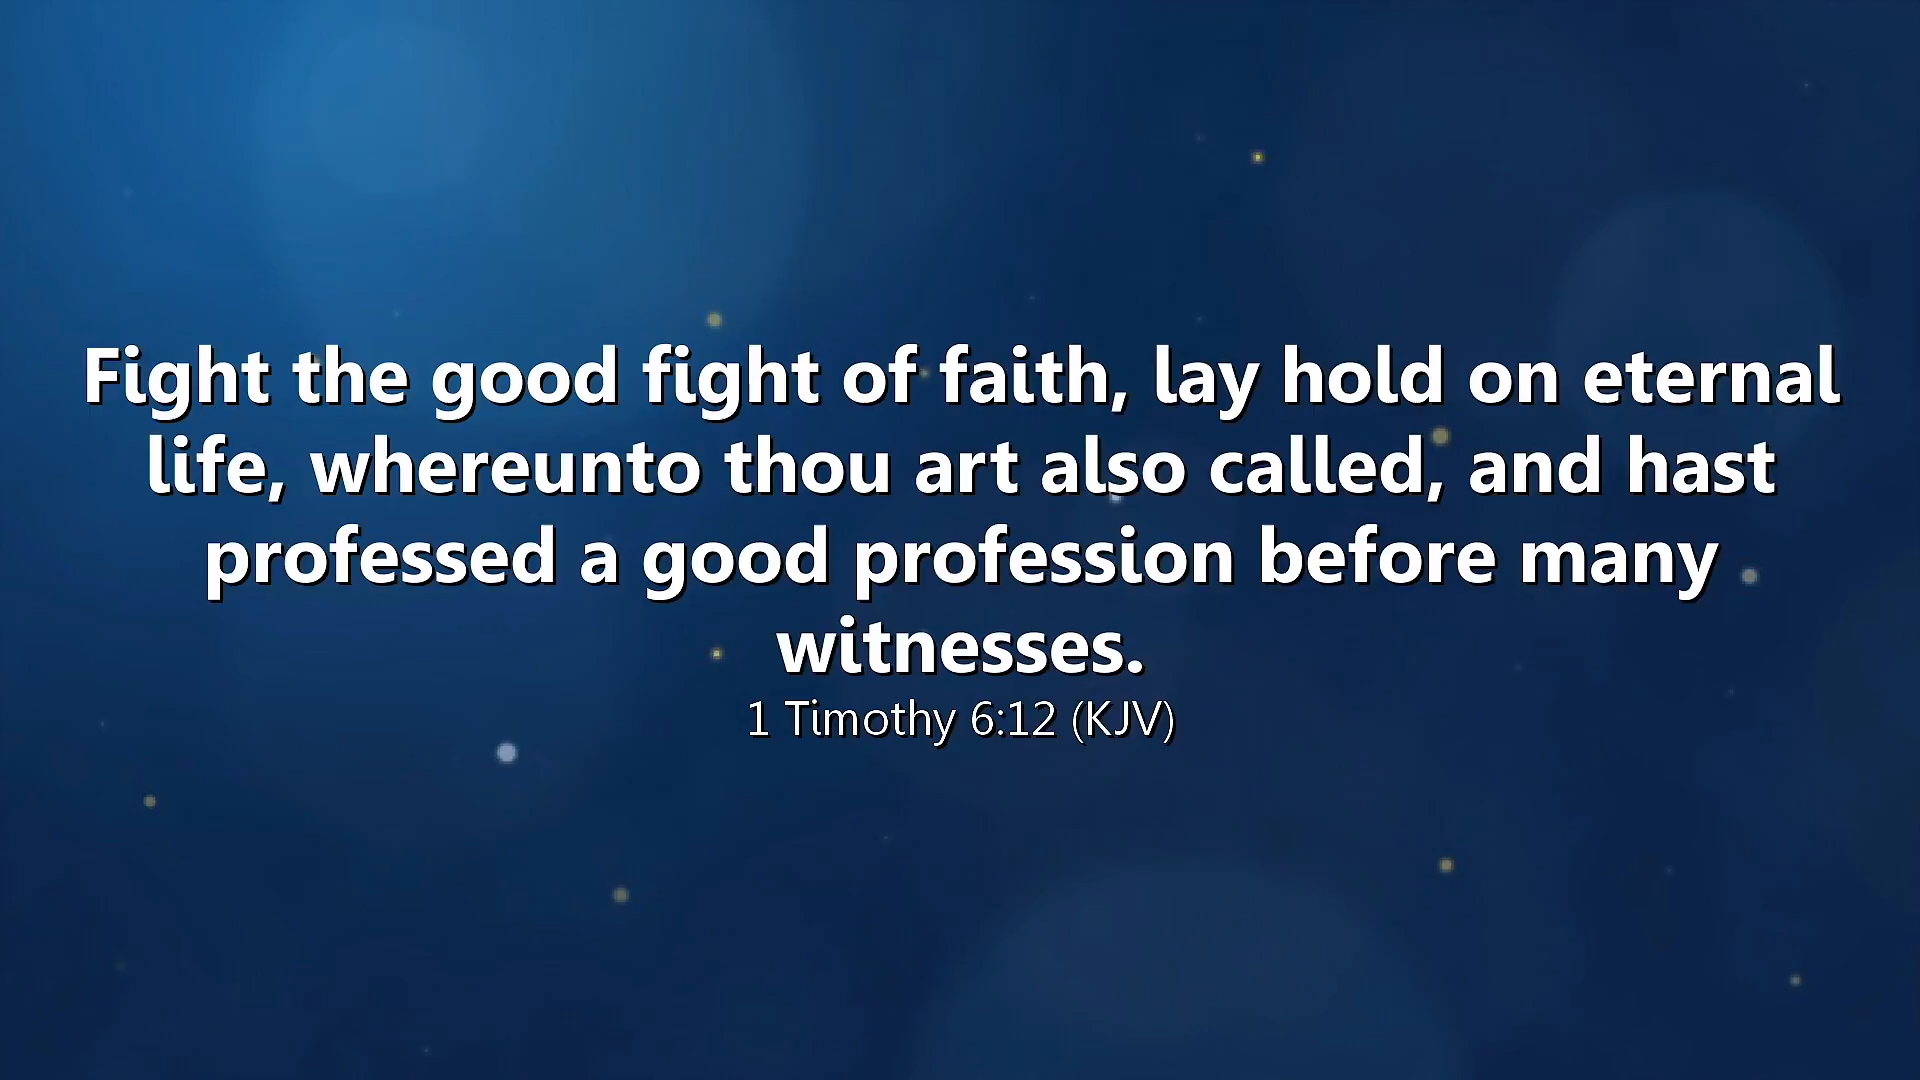 Fight the good fight of faith, lay hold on eternal
life, whereunto thou art also called, and hast
professed a good profession before many
witnesses.
1 Timothy 6:12 (KJV)